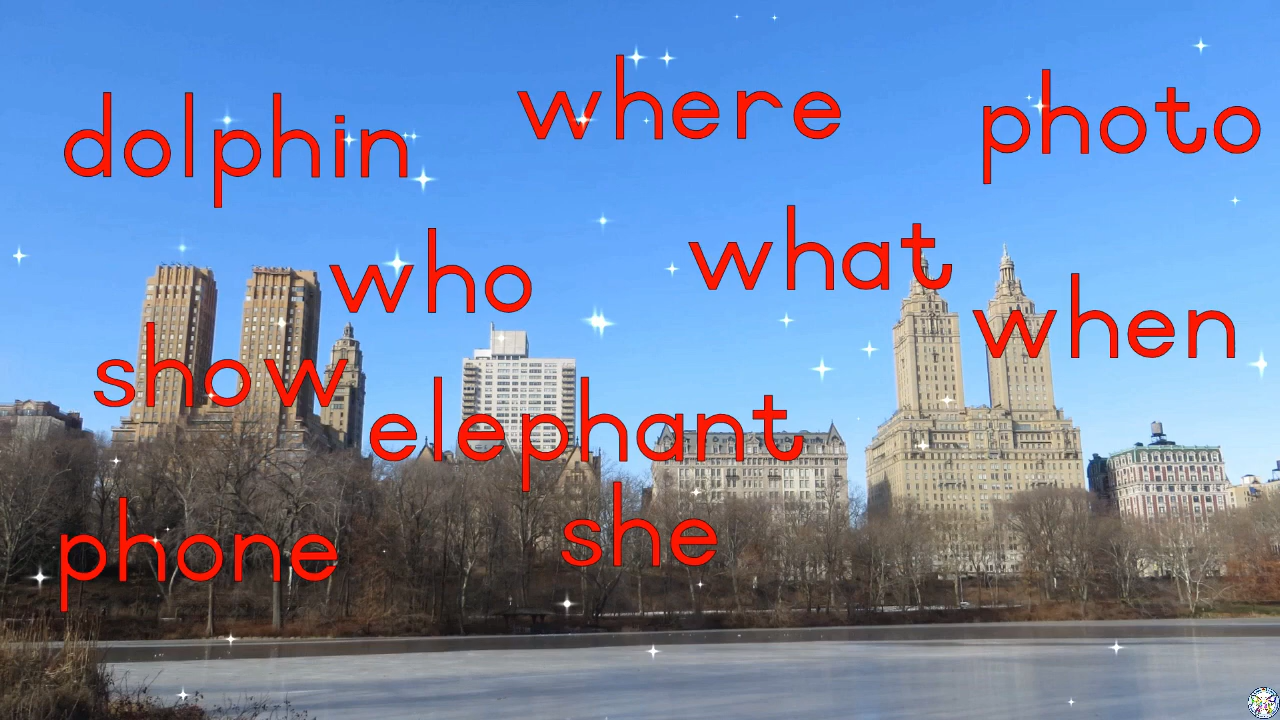 dolphin
where
photo
who
what
when
show
elephant
phone
she